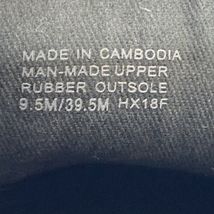 MADE IN CAMBODIA
MAN-MADE UPPER
RUBBER OUTSOLE
9.5M/39.5M HX18F